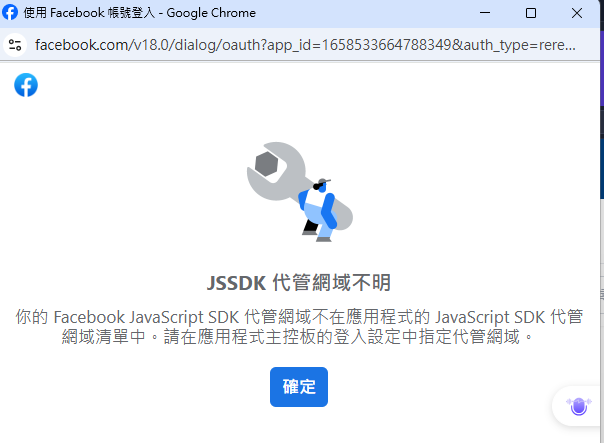 使用 Facebook 帳號登入 - Google Chrome
facebook.com/v18.0/dialog/oauth?app_id=1658533664788349&auth_type=rere...
JSSDK 代管網域不明
你的 Facebook JavaScript SDK 代管網域不在應用程式的 JavaScript SDK 代管
網域清單中。請在應用程式主控板的登入設定中指定代管網域。
確定